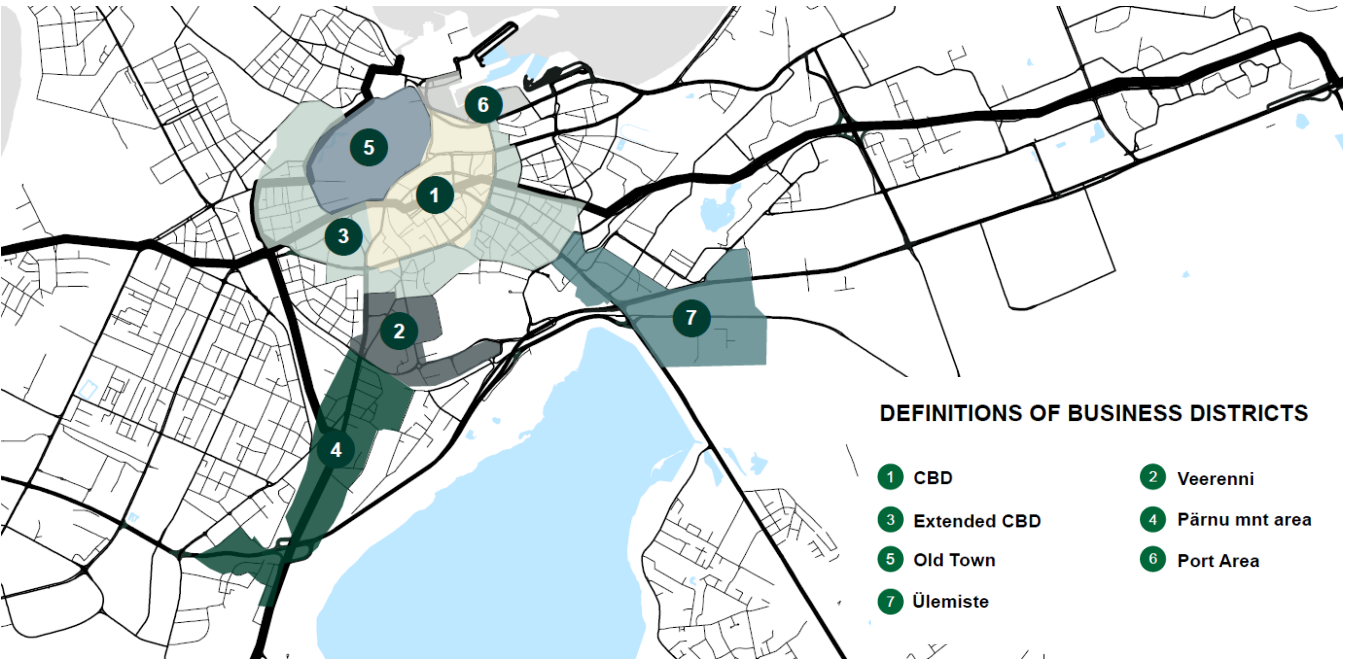 6
5
1
3
2
7
4
DEFINITIONS OF BUSINESS DISTRICTS
1 CBD
2 Veerenni
3 Extended CBD
4 Pärnu mnt area
5 Old Town
6 Port Area
7 Ülemiste